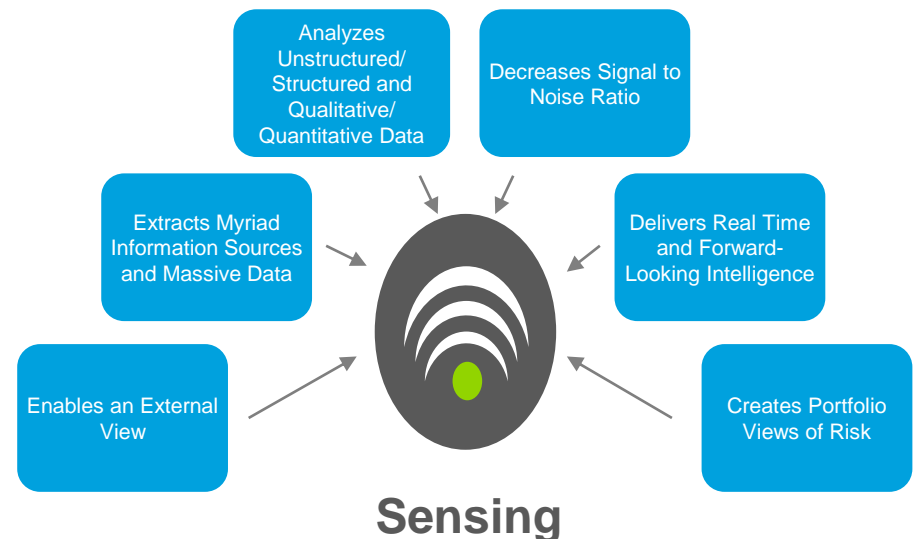 Analyzes
Unstructured/
Structured and
Qualitative/
Quantitative Data
Decreases Signal to
Noise Ratio
Extracts Myriad
Information Sources
and Massive Data
Delivers Real Time
and Forward-
Looking Intelligence
Enables an External
View
Creates Portfolio
Views of Risk
Sensing